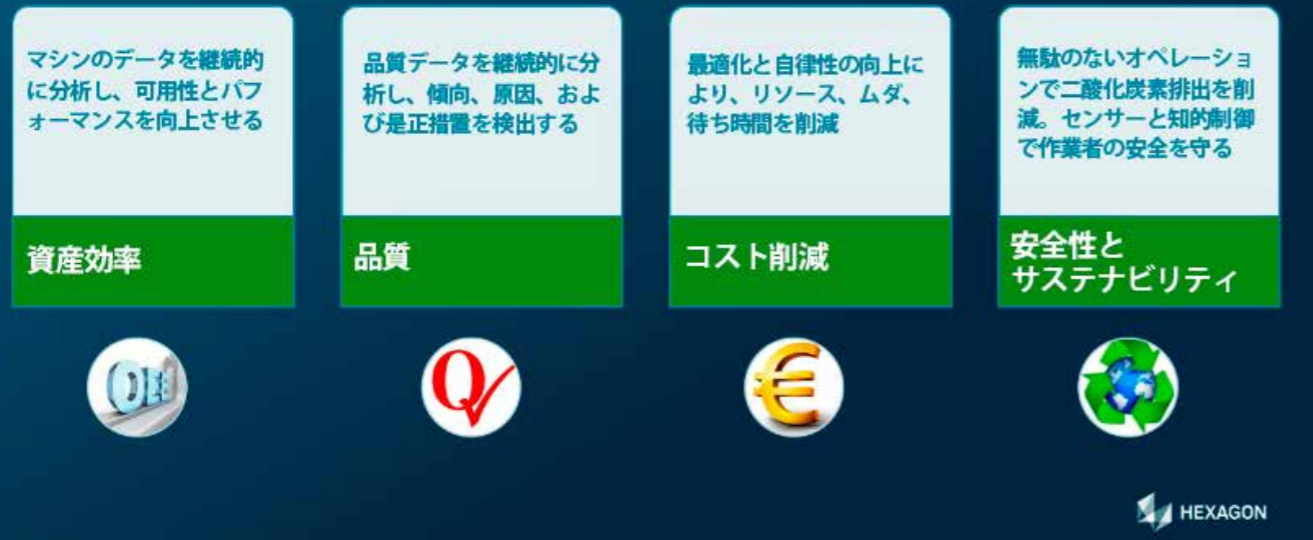 マシンのデータを継続的
に分析し、可用性とパフ
ォーマンスを向上させる
資産効率
OEE
品質データを継続的に分
析し、傾向、原因、およ
び是正措置を検出する
品質
Q
最適化と自律性の向上に
より、リソース、ムダ、
待ち時間を削減
コスト削減
€
無駄のないオペレーショ
ンで二酸化炭素排出を削
減。センサーと知的制御
で作業者の安全を守る
安全性と
サステナビリティ
HEXAGON